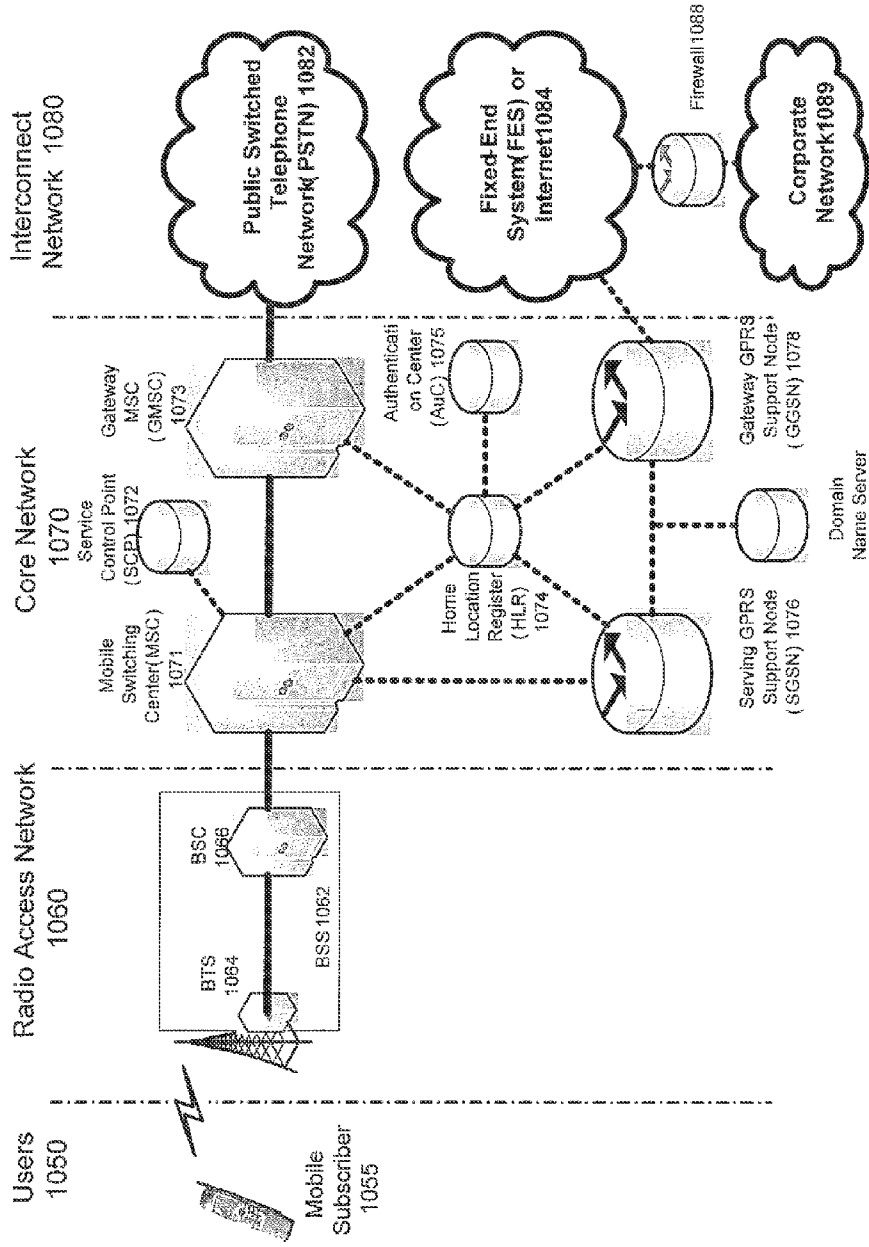 Users
1050
Radio Access Network
1060
Core Network
1070
Interconnect
Network 1080
Mobile
Subscriber
1055
BTS
1064
BSC
1066
BSS 1062
Mobile
Switching
Center(MSC)
1071
Service
Control Point
(SCP) 1072
Gateway
MSC
(GMSC)
1073
Home
Location
Register
(HLR)
1074
Authenticati
on Center
(AuC) 1075
Serving GPRS
Support Node
(SGSN) 1076
Domain
Name Server
Gateway GPRS
Support Node
(GGSN) 1078
Public Switched
Telephone
Network(PSTN) 1082
Fixed-End
System(FES) or
Internet1084
Firewall1088
Corporate
Network1089